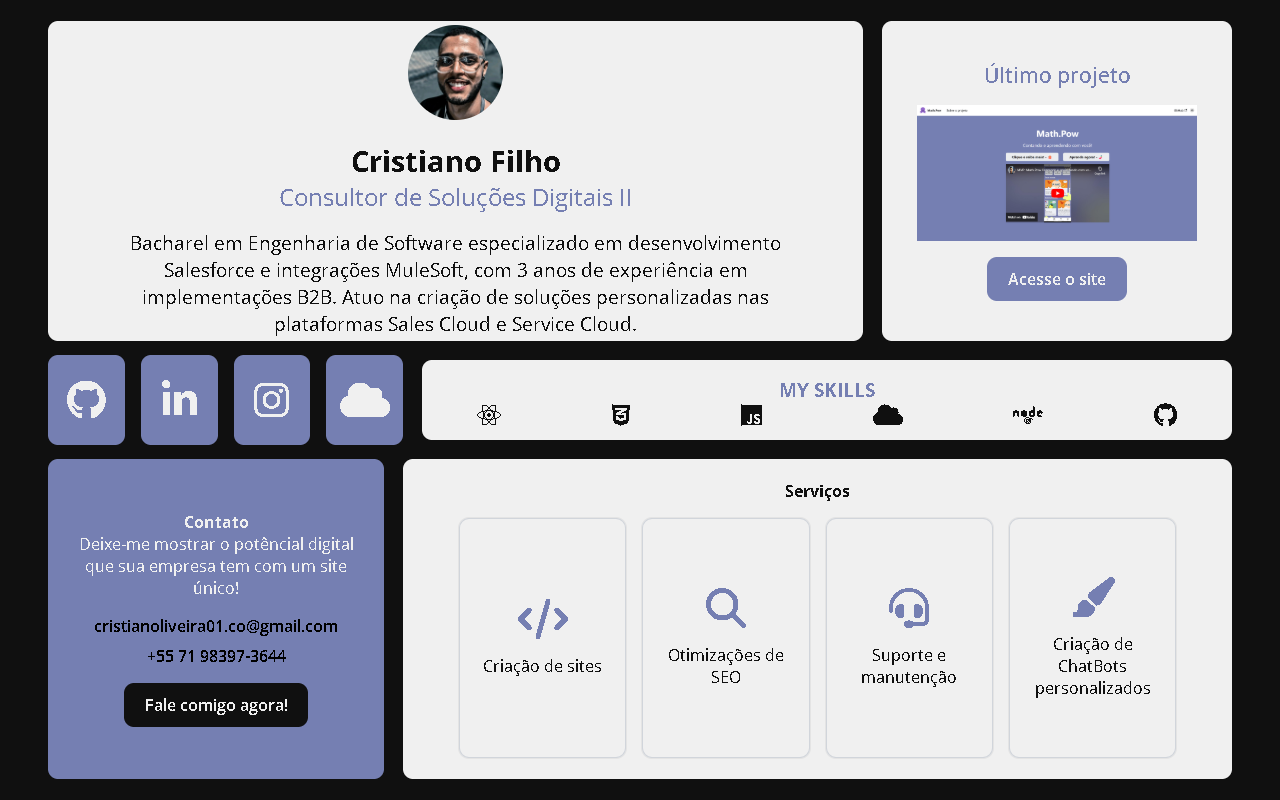 Cristiano Filho
Consultor de Soluções Digitais II
Bacharel em Engenharia de Software especializado em desenvolvimento
Salesforce e integrações MuleSoft, com 3 anos de experiência em
implementações B2B. Atuo na criação de soluções personalizadas nas
plataformas Sales Cloud e Service Cloud.
Último projeto
Math.Pow
Math.Pow
Acesse o site
in
MY SKILLS
3
JS
node
Contato
Deixe-me mostrar o potêncial digital
que sua empresa tem com um site
único!
cristianoliveira01.co@gmail.com
+55 71 98397-3644
Fale comigo agora!
Serviços
Criação de sites
Otimizações de
SEO
Suporte e
manutenção
Criação de
ChatBots
personalizados